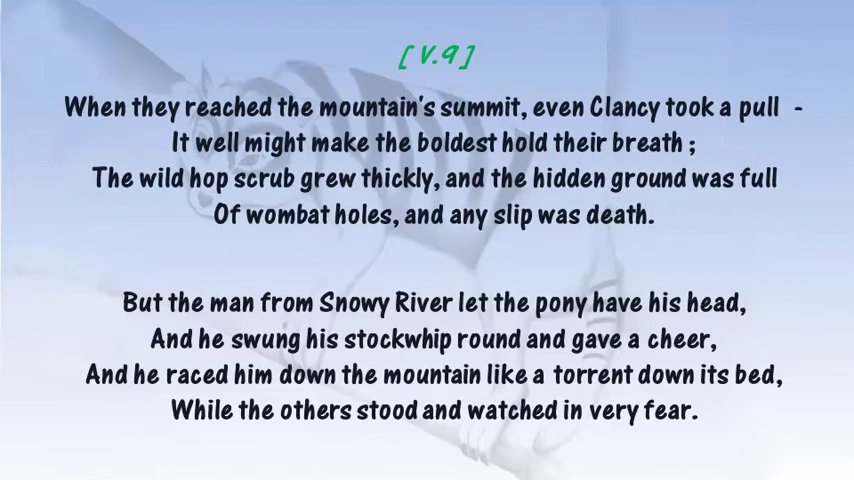 [V.9]
When they reached the mountain's summit, even Clancy took a pull -
It well might make the boldest hold their breath ;
The wild hop scrub grew thickly, and the hidden ground was full
Of wombat holes, and any slip was death.
But the man from Snowy River let the pony have his head,
And he swung his stockwhip round and gave a cheer,
And he raced him down the mountain like a torrent down its bed,
While the others stood and watched in very fear.